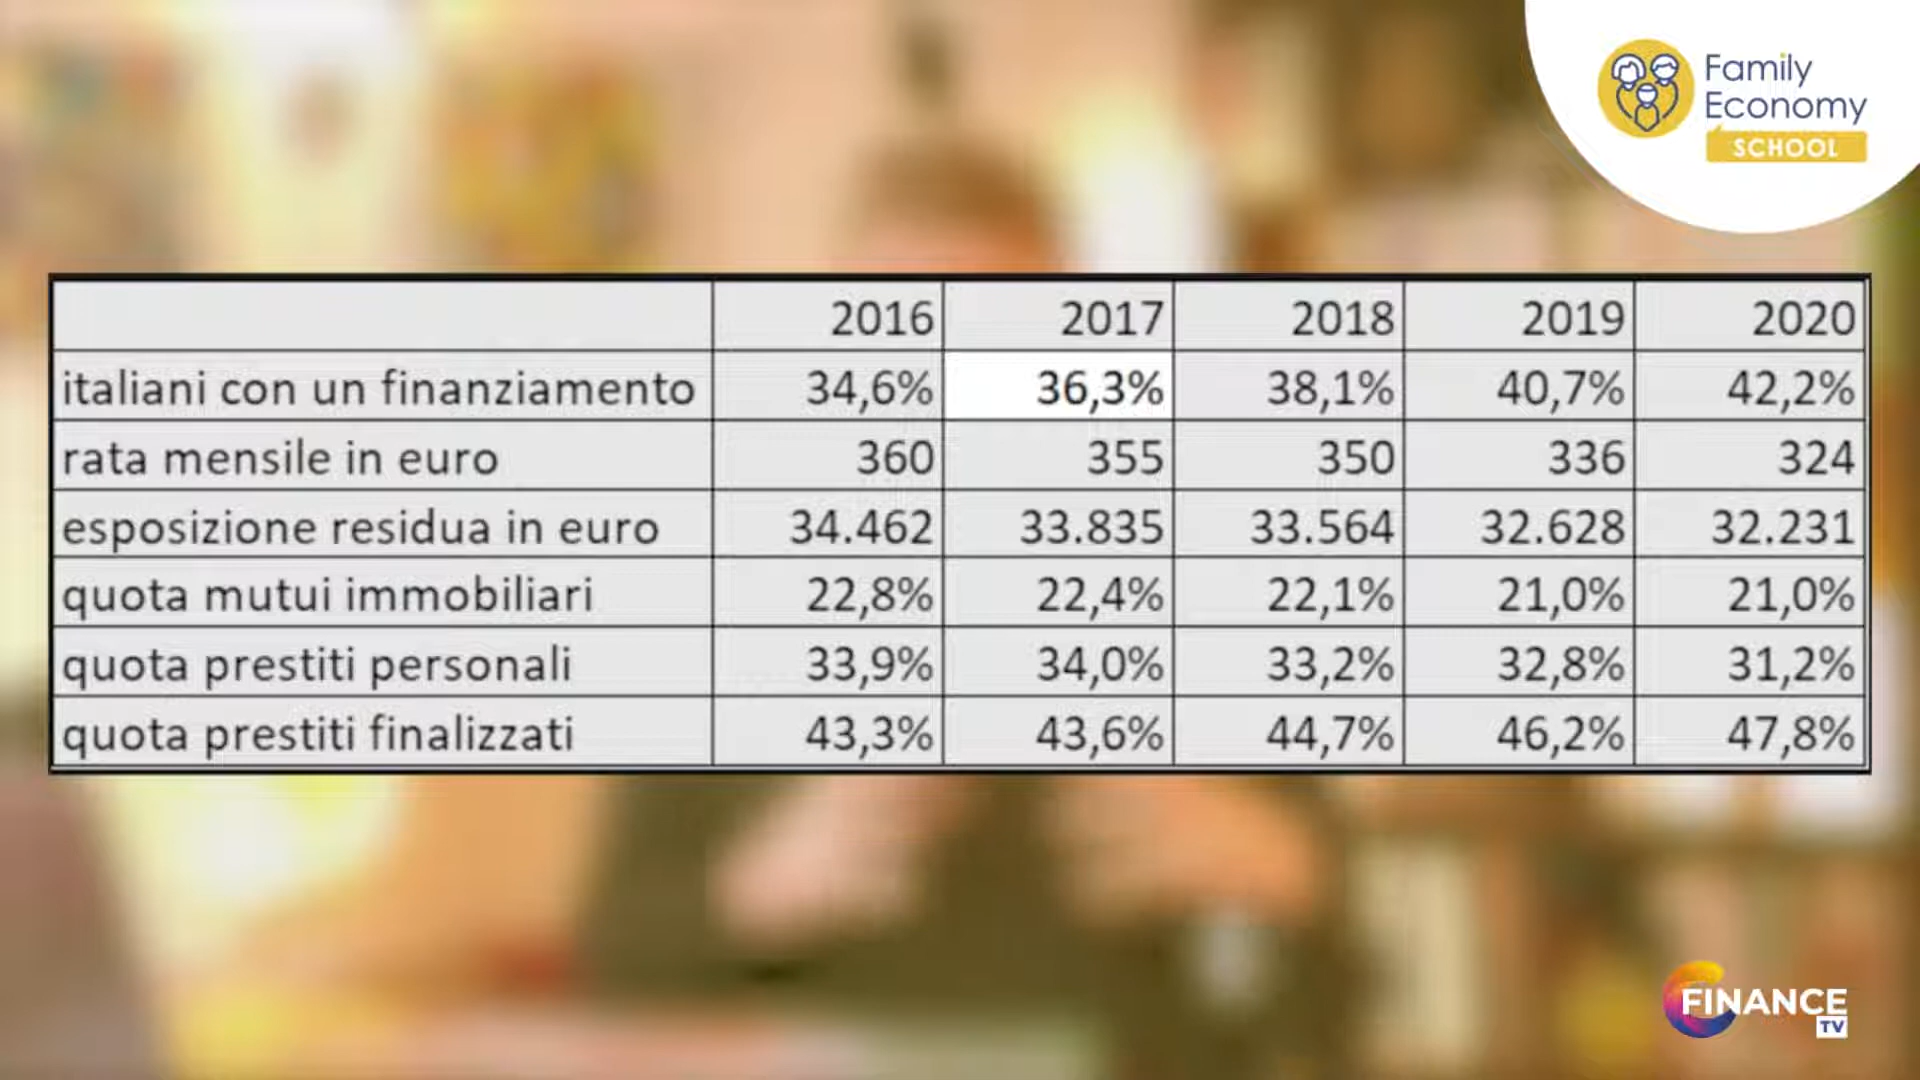 Family
Economy
SCHOOL
2016 2017 2018 2019 2020
italiani con un finanziamento 34,6% 36,3% 38,1% 40,7% 42,2%
rata mensile in euro 360 355 350 336 324
esposizione residua in euro 34.462 33.835 33.564 32.628 32.231
quota mutui immobiliari 22,8% 22,4% 22,1% 21,0% 21,0%
quota prestiti personali 33,9% 34,0% 33,2% 32,8% 31,2%
quota prestiti finalizzati 43,3% 43,6% 44,7% 46,2% 47,8%
FINANCE
TV